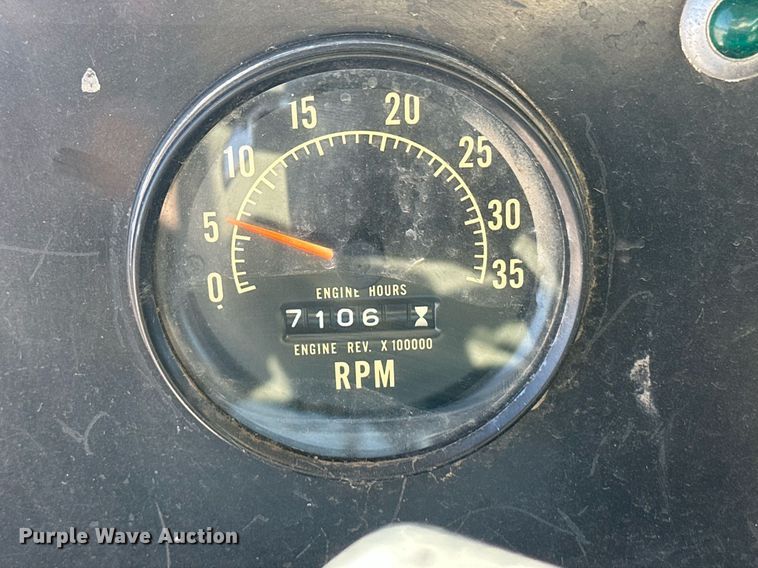 0
5
10
15
20
25
30
35
ENGINE HOURS
7106
ENGINE REV. X 100000
RPM
Purple Wave Auction